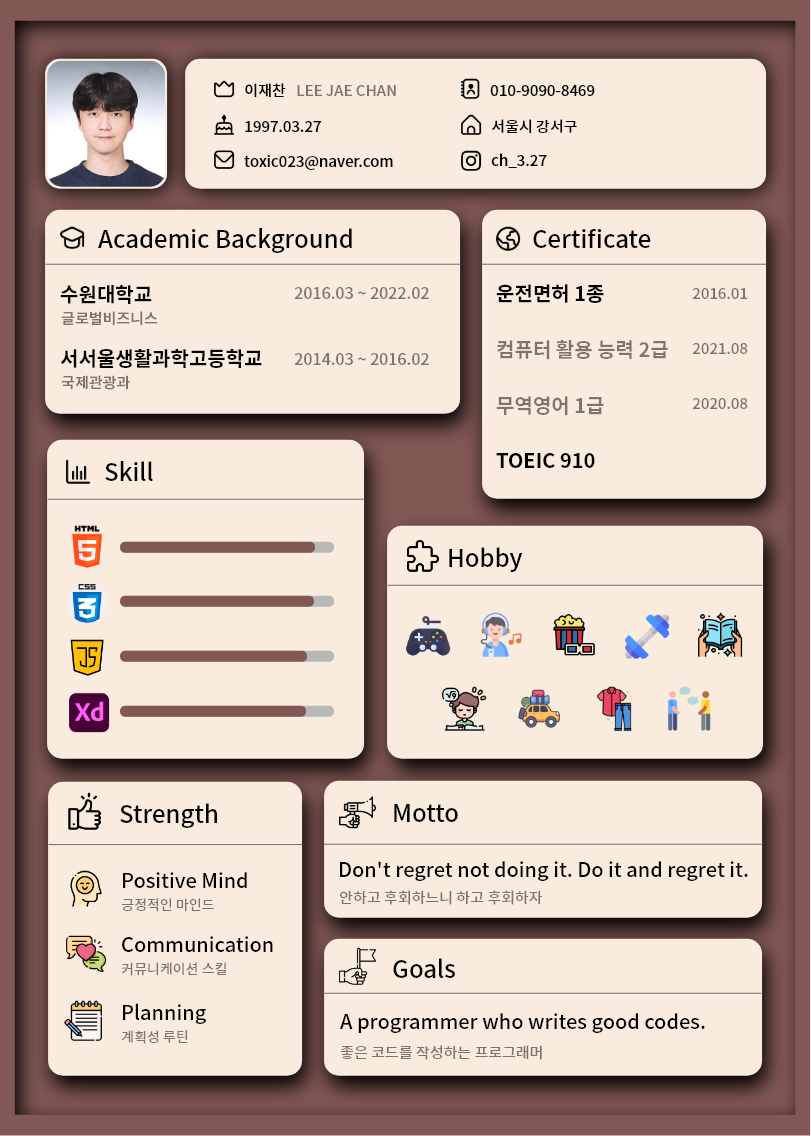 이재찬 LEE JAE CHAN
010-9090-8469
1997.03.27
서울시 강서구
toxic023@naver.com
ch_3.27
Academic Background
수원대학교 2016.03 ~ 2022.02
글로벌비즈니스
서서울생활과학고등학교 2014.03 ~ 2016.02
국제관광과
Certificate
운전면허 1종 2016.01
컴퓨터 활용 능력 2급 2021.08
무역영어 1급 2020.08
TOEIC 910
Skill
HTML
5
CSS
3
JS
Xd
Hobby
Strength
Positive Mind
긍정적인 마인드
Communication
커뮤니케이션 스킬
Planning
계획성 루틴
Motto
Don't regret not doing it. Do it and regret it.
안하고 후회하느니 하고 후회하자
Goals
A programmer who writes good codes.
좋은 코드를 작성하는 프로그래머